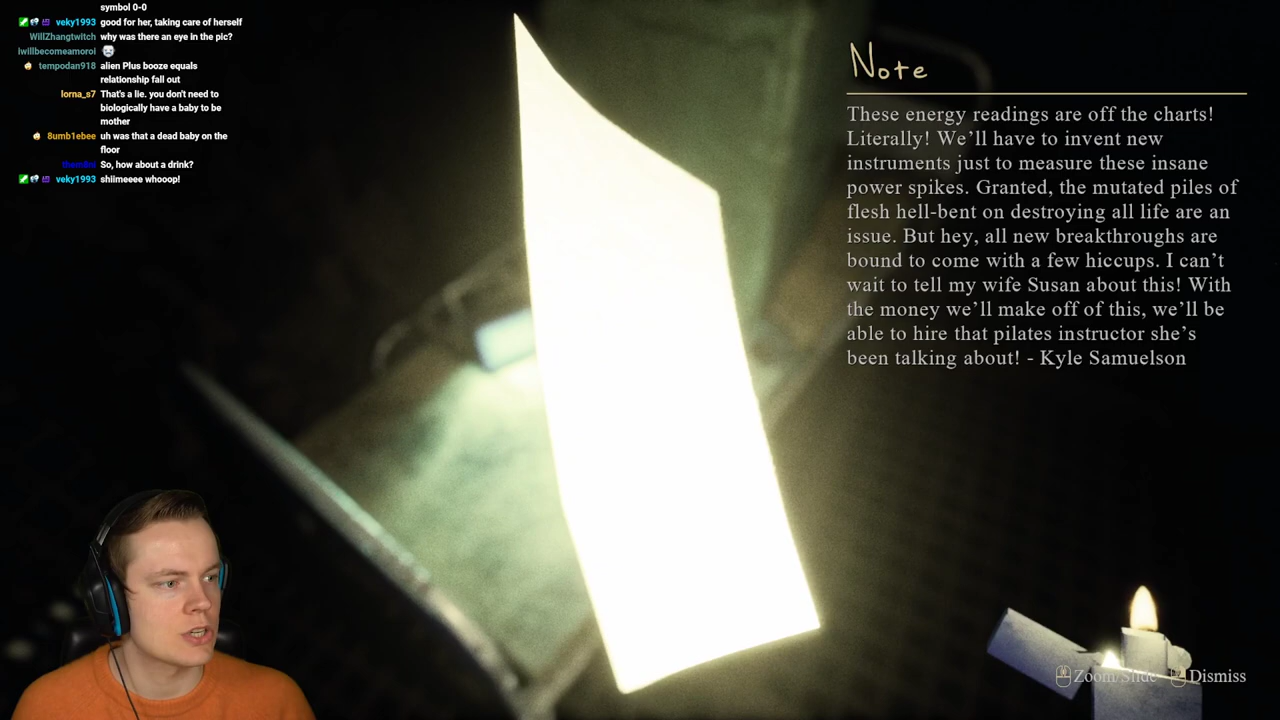 symbol 0-0
veky1993 good for her, taking care of herself
WillZhangtwitch why was there an eye in the pic?
iwillbecomeamoroi
tempodan918 alien Plus booze equals
relationship fall out
lorna_s7 That's a lie. you don't need to
biologically have a baby to be
mother
8umb1ebee uh was that a dead baby on the
floor
So, how about a drink?
veky1993 shiimeeee whooop!
Note
These energy readings are off the charts!
Literally! We'll have to invent new
instruments just to measure these insane
power spikes. Granted, the mutated piles of
flesh hell-bent on destroying all life are an
issue. But hey, all new breakthroughs are
bound to come with a few hiccups. I can't
wait to tell my wife Susan about this! With
the money we'll make off of this, we'll be
able to hire that pilates instructor she's
been talking about! - Kyle Samuelson
Zoom/Slide Dismiss